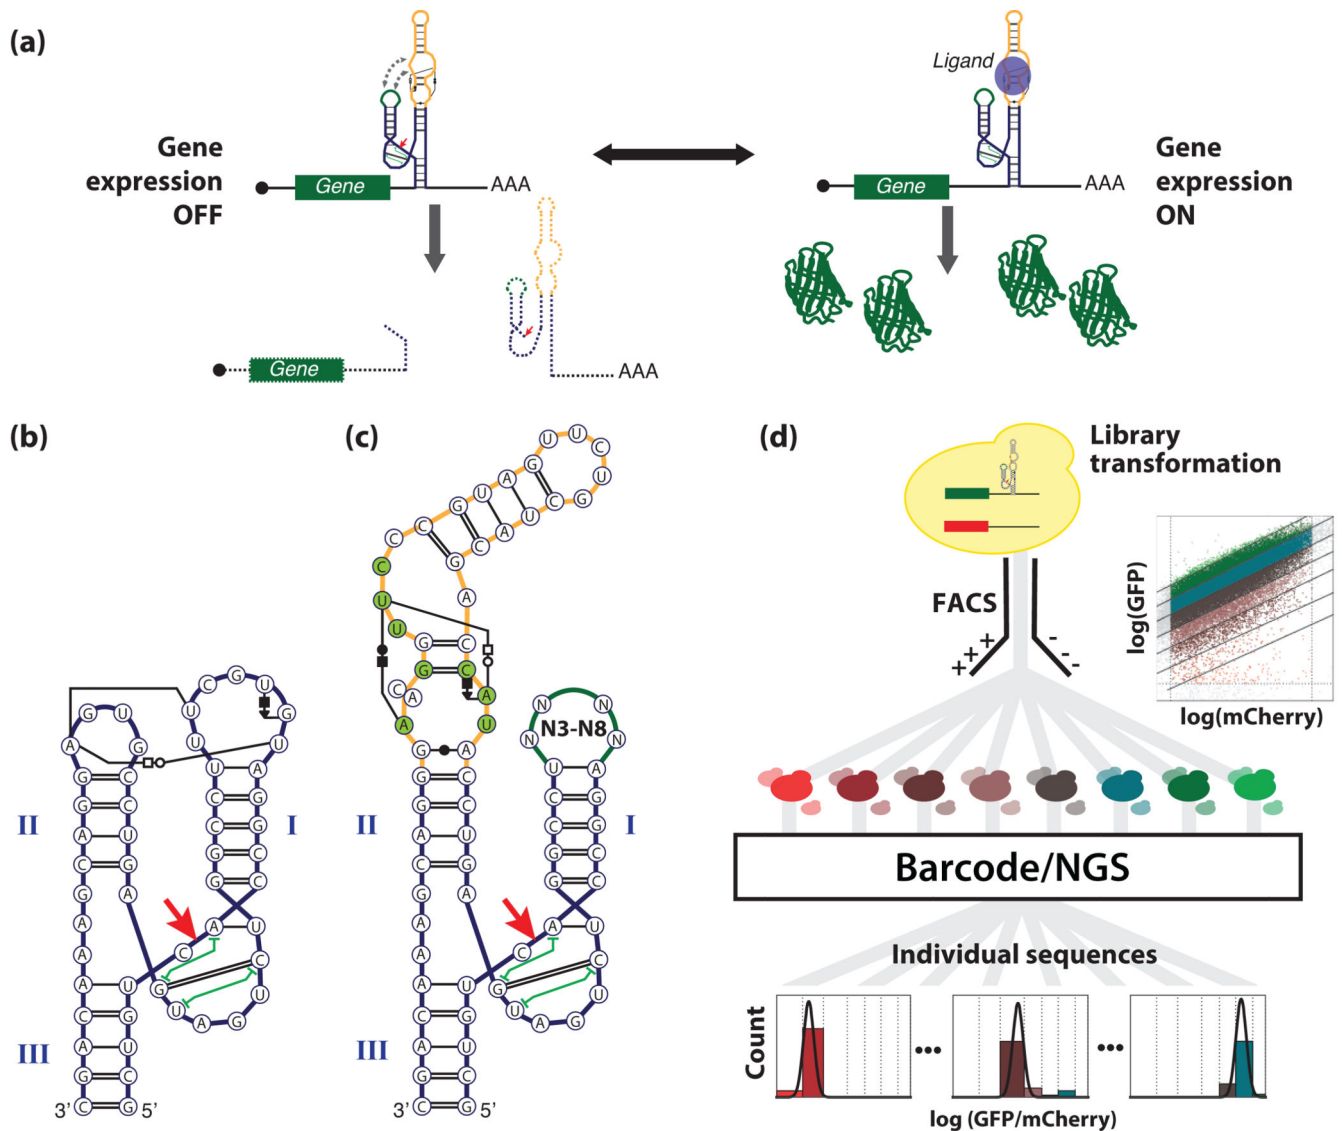 (a)
Gene
expression
OFF
Gene
AAA
Gene
AAA
Ligand
Gene
AAA
Gene
expression
ON
(b)
II
I
III
3'
5'
(c)
II
I
III
N3-N8
N
N
N
N
3'
5'
(d)
Library
transformation
FACS
+++
---
log(GFP)
log(mCherry)
Barcode/NGS
Individual sequences
Count
log (GFP/mCherry)